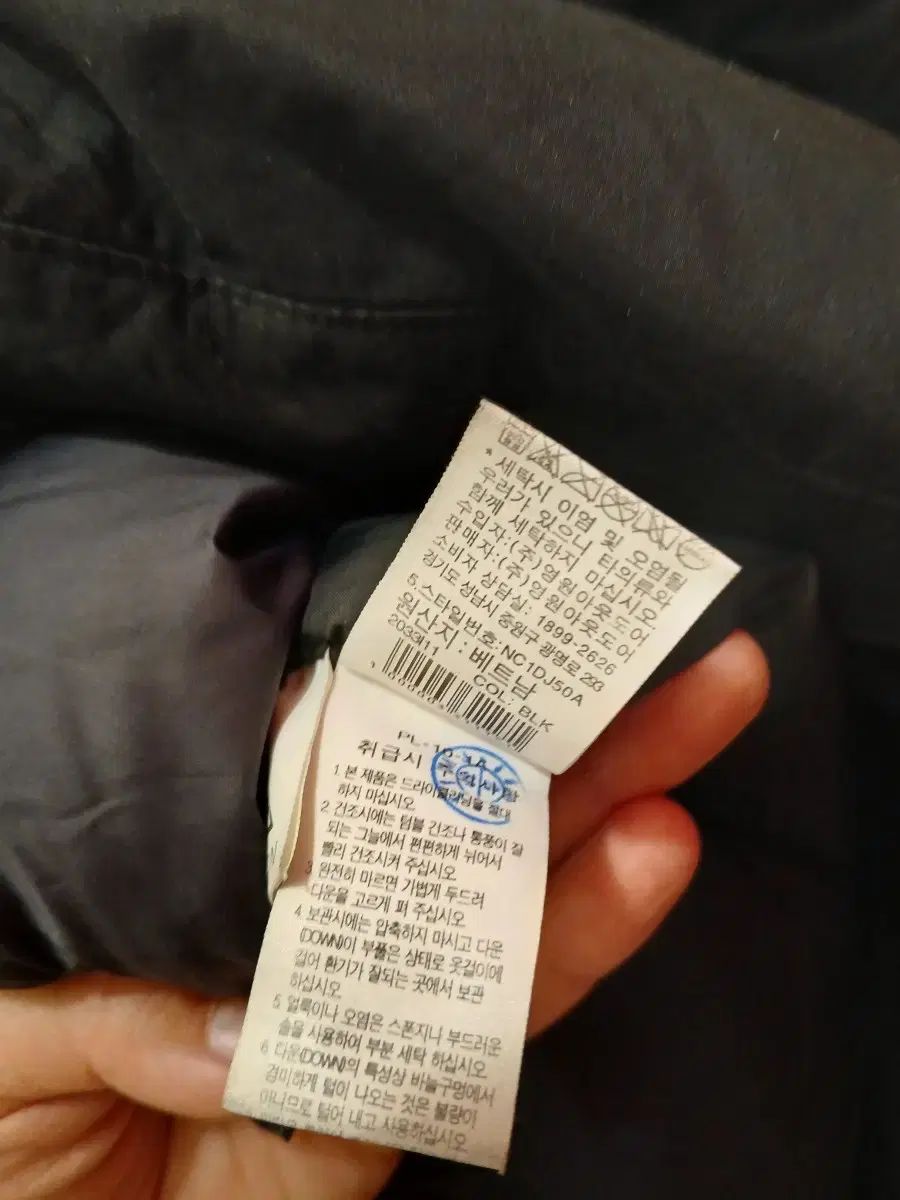 * 세탁시 이염 및 오염될
우려가 있으니 타의류와
함께 세탁하지 마십시오
수입자:(주)영원아웃도어
판매자:(주)영원아웃도어
소비자 상담실: 1899-2626
경기도 성남시 중원구 광명로 293
5.스타일번호:NC1DJ50A
원산지 : 베트남
COL: BLK
취급시
1. 본 제품은 드라이클리닝을 절대
하지 마십시오
2. 건조시에는 텀블 건조나 통풍이 잘
되는 그늘에서 편편하게 뉘어서
빨리 건조시켜 주십시오
3. 완전히 마르면 가볍게 두드려
다운을 고르게 펴 주십시오
4. 보관시에는 압축하지 마시고 다운
(DOWN)이 부풀은 상태로 옷걸이에
걸어 환기가 잘되는 곳에서 보관
하십시오
5. 얼룩이나 오염은 스폰지나 부드러운
솔을 사용하여 부분 세탁 하십시오
6. 다운(DOWN)의 특성상 바늘구멍에서
경미하게 털이 나오는 것은 불량이
아니므로 털어 내고 사용하십시오